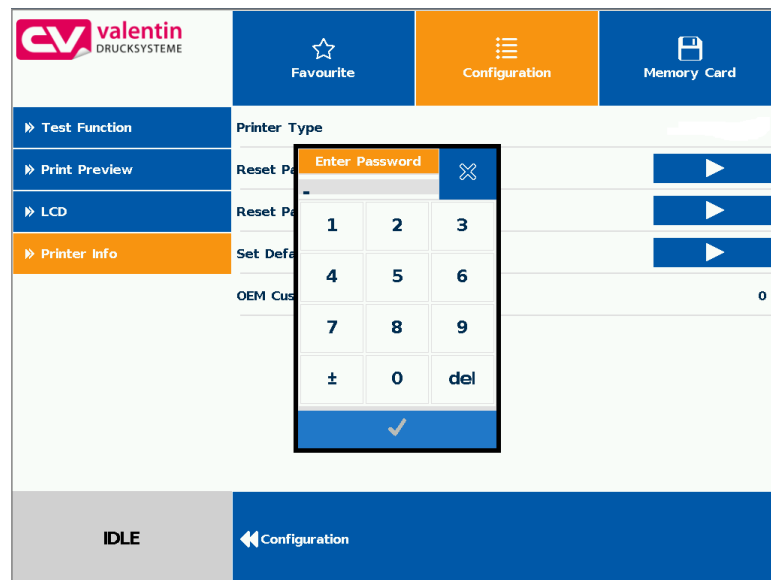 valentin
DRUCKSYSTEME
Favourite
Configuration
Memory Card
Test Function
Print Preview
LCD
Printer Info
Printer Type
Reset Pa
Reset Pa
Set Defa
OEM Cus
0
Enter Password
1 2 3
4 5 6
7 8 9
± 0 del
IDLE
Configuration